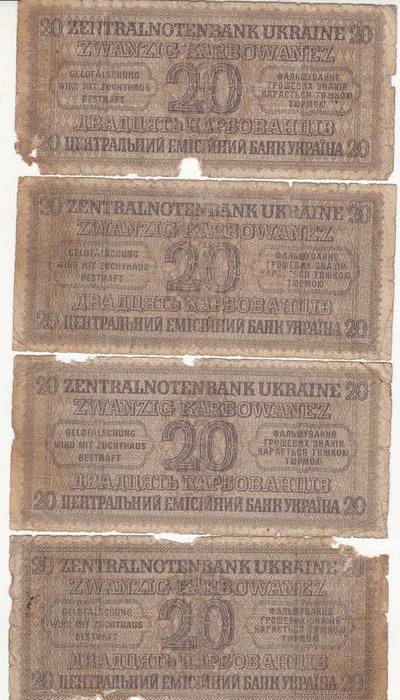 20 ZENTRALNOTENBANK UKRAINE 20
ZWANZIG KARBOWANEZ
GELDFÄLSCHUNG
WIRD MIT ZUCHTHAUS
BESTRAFT
20
ФАЛЬШУВАННЯ
ГРОШЕВИХ ЗНАКІВ
КАРАЄТЬСЯ ТЯЖКОЮ
ТЮРМОЮ
ДВАДЦЯТЬ КАРБОВАНЦІВ
20 ЦЕНТРАЛЬНИЙ ЕМІСІЙНИЙ БАНК УКРАЇНА 20
20 ZENTRALNOTENBANK UKRAINE 20
ZWANZIG KARBOWANEZ
GELDFÄLSCHUNG
WIRD MIT ZUCHTHAUS
BESTRAFT
20
ФАЛЬШУВАННЯ
ГРОШЕВИХ ЗНАКІВ
КАРАЄТЬСЯ ТЯЖКОЮ
ТЮРМОЮ
ДВАДЦЯТЬ КАРБОВАНЦІВ
20 ЦЕНТРАЛЬНИЙ ЕМІСІЙНИЙ БАНК УКРАЇНА 20
20 ZENTRALNOTENBANK UKRAINE 20
ZWANZIG KARBOWANEZ
GELDFÄLSCHUNG
WIRD MIT ZUCHTHAUS
BESTRAFT
20
ФАЛЬШУВАННЯ
ГРОШЕВИХ ЗНАКІВ
КАРАЄТЬСЯ ТЯЖКОЮ
ТЮРМОЮ
ДВАДЦЯТЬ КАРБОВАНЦІВ
20 ЦЕНТРАЛЬНИЙ ЕМІСІЙНИЙ БАНК УКРАЇНА 20
20 ZENTRALNOTENBANK UKRAINE 20
ZWANZIG KARBOWANEZ
GELDFÄLSCHUNG
WIRD MIT ZUCHTHAUS
BESTRAFT
20
ФАЛЬШУВАННЯ
ГРОШЕВИХ ЗНАКІВ
КАРАЄТЬСЯ ТЯЖКОЮ
ТЮРМОЮ
ДВАДЦЯТЬ КАРБОВАНЦІВ
20 ЦЕНТРАЛЬНИЙ ЕМІСІЙНИЙ БАНК УКРАЇНА 20